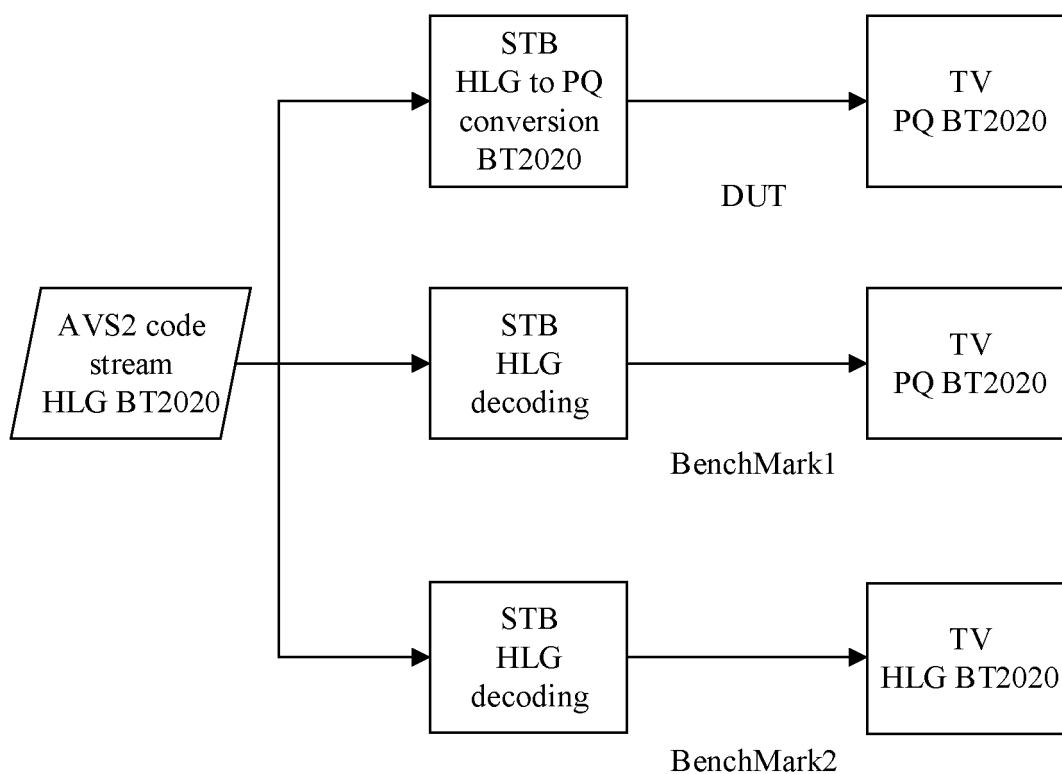 STB
HLG to PQ
conversion
BT2020
TV
PQ BT2020
DUT
AVS2 code
stream
HLG BT2020
STB
HLG
decoding
TV
PQ BT2020
BenchMark1
STB
HLG
decoding
TV
HLG BT2020
BenchMark2